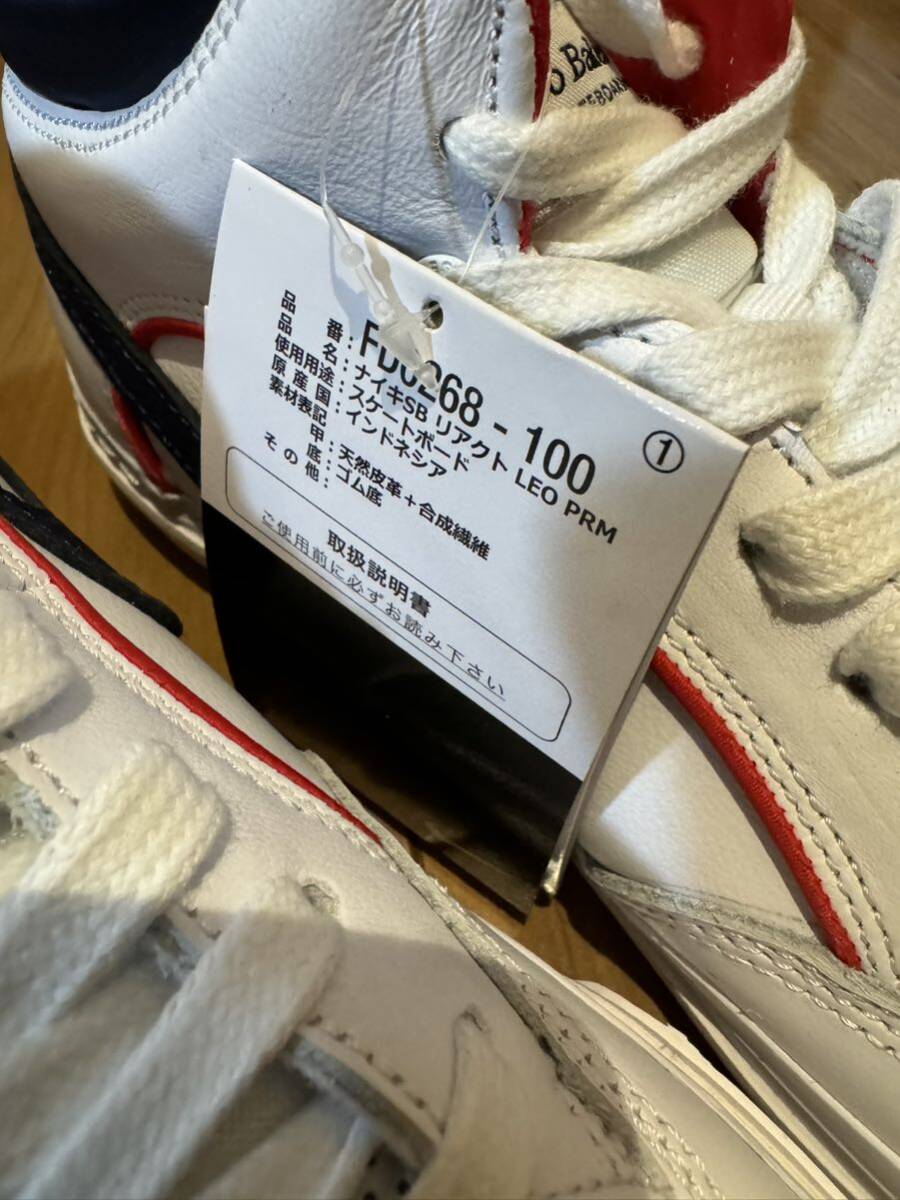 ①
品番:FD0268-100
品名:ナイキSB リアクト LEO PRM
使用用途:スケートボード
原産国:インドネシア
素材表記
甲:天然皮革+合成繊維
底:ゴム底
その他:
取扱説明書
ご使用前に必ずお読み下さい